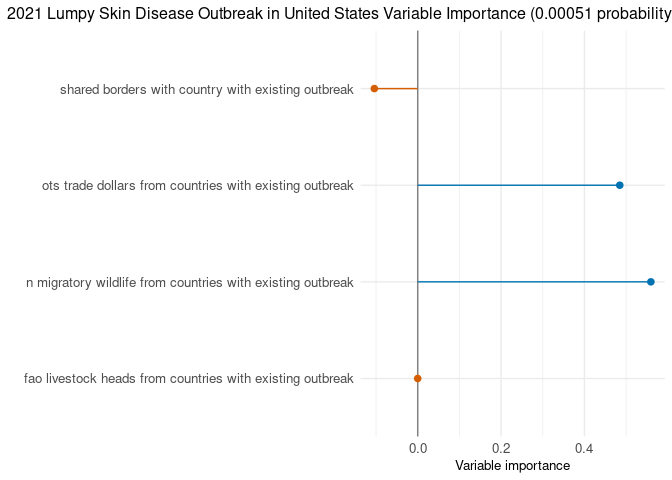 2021 Lumpy Skin Disease Outbreak in United States Variable Importance (0.00051 probability
shared borders with country with existing outbreak
ots trade dollars from countries with existing outbreak
n migratory wildlife from countries with existing outbreak
fao livestock heads from countries with existing outbreak
0.0 0.2 0.4
Variable importance